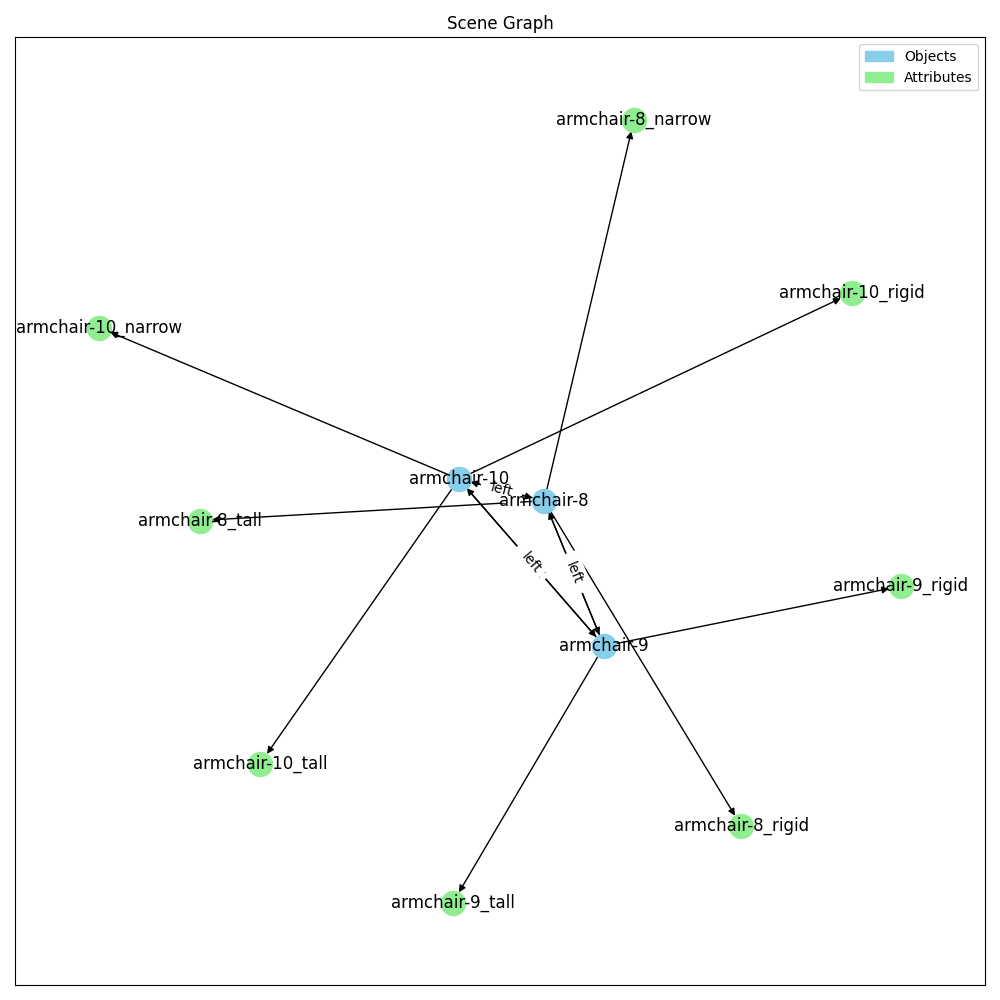 Scene Graph
Objects
Attributes
armchair-8_narrow
armchair-10_rigid
armchair-10_narrow
armchair-10
left
armchair-8
armchair-8_tall
left
left
armchair-9_rigid
armchair-9
armchair-10_tall
armchair-8_rigid
armchair-9_tall